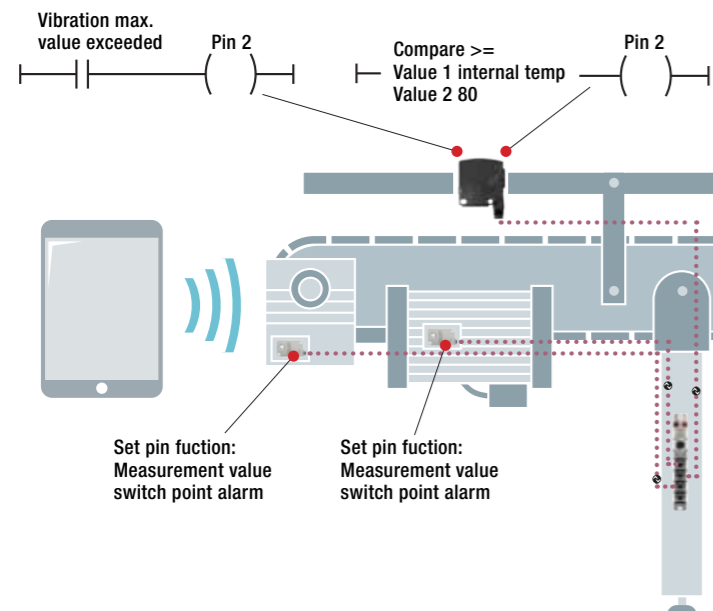 Vibration max.
value exceeded
Pin 2
Compare >=
Value 1 internal temp
Value 2 80
Pin 2
Set pin fuction:
Measurement value
switch point alarm
Set pin fuction:
Measurement value
switch point alarm